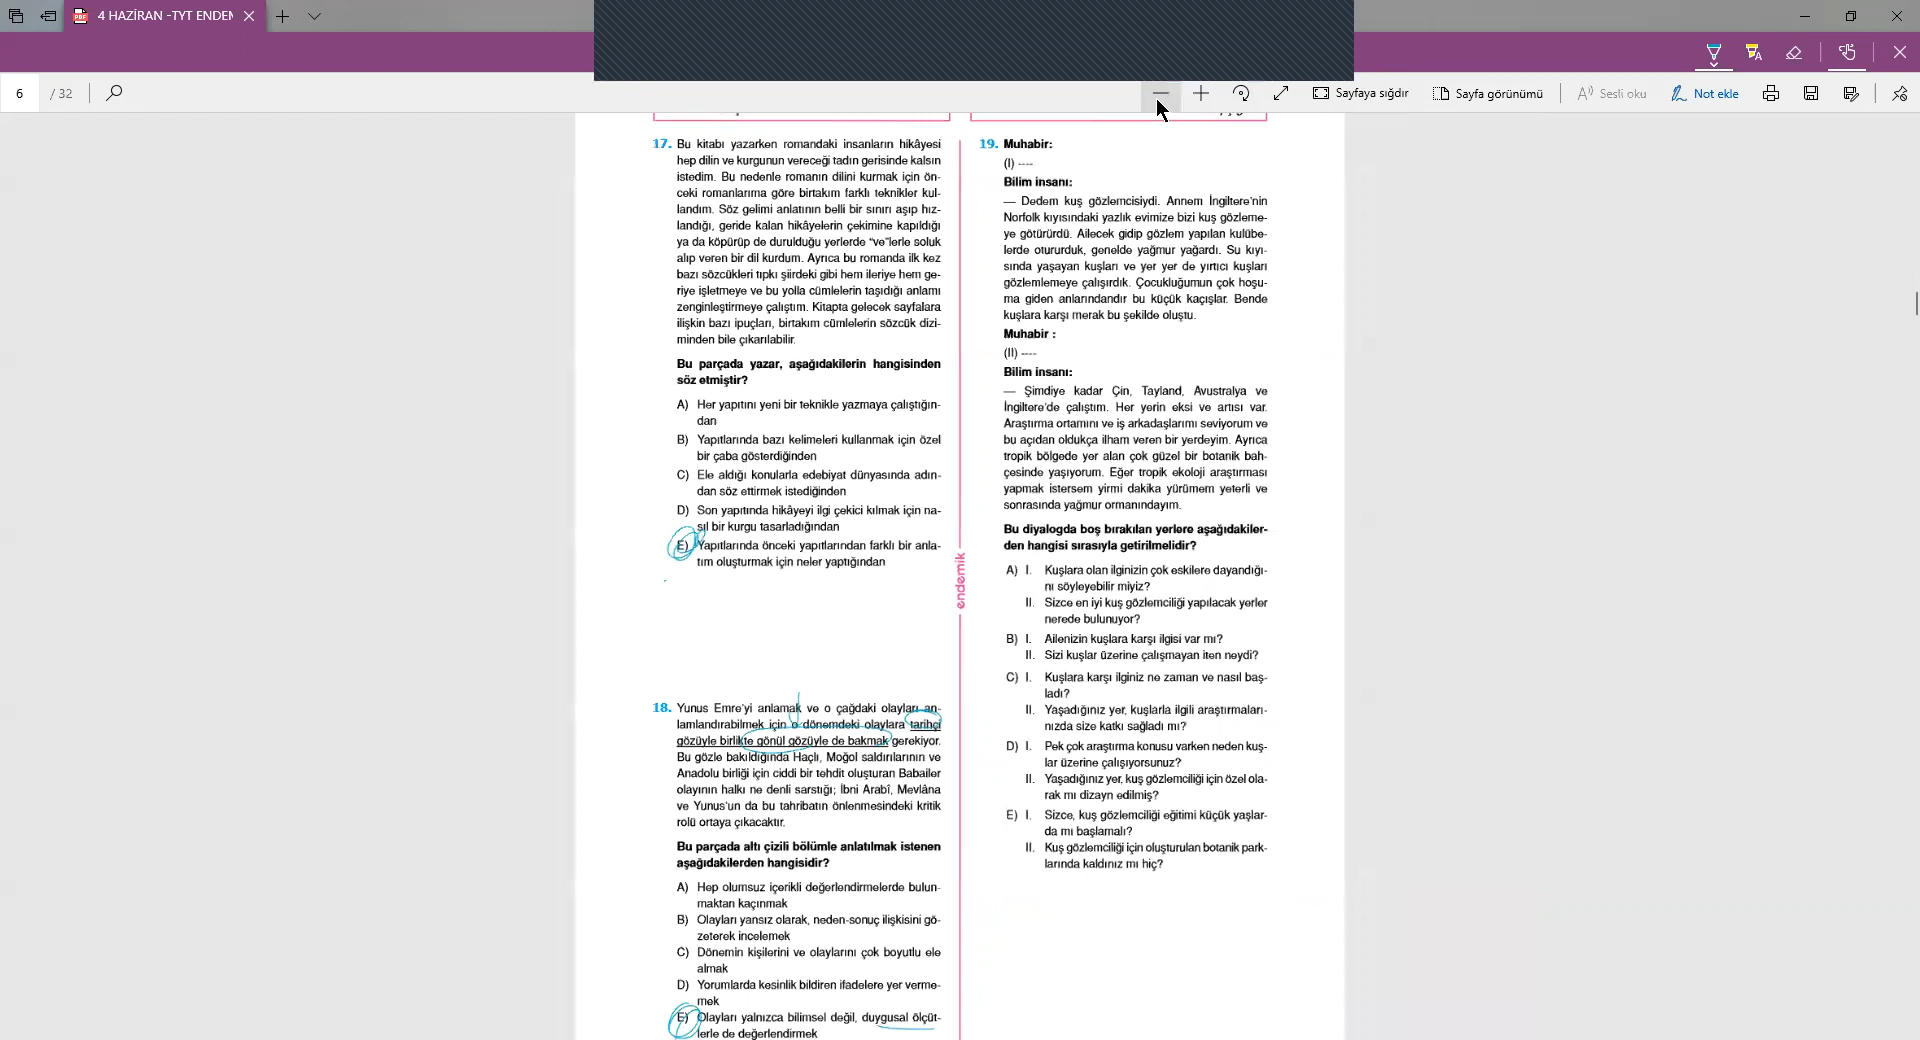 4 HAZİRAN -TYT ENDEM
6 / 32
Sayfaya sığdır
Sayfa görünümü
Sesli oku
Not ekle
17. Bu kitabı yazarken romandaki insanların hikâyesi
hep dilin ve kurgunun vereceği tadın gerisinde kalsın
istedim. Bu nedenle romanın dilini kurmak için ön-
ceki romanlarıma göre birtakım farklı teknikler kul-
landım. Söz gelimi anlatının belli bir sınırı aşıp hız-
landığı, geride kalan hikâyelerin çekimine kapıldığı
ya da köpürüp de durulduğu yerlerde "ve"lerle soluk
alıp veren bir dil kurdum. Ayrıca bu romanda ilk kez
bazı sözcükleri tıpkı şiirdeki gibi hem ileriye hem ge-
riye işletmeye ve bu yolla cümlelerin taşıdığı anlamı
zenginleştirmeye çalıştım. Kitapta gelecek sayfalara
ilişkin bazı ipuçları, birtakım cümlelerin sözcük dizi-
minden bile çıkarılabilir.
Bu parçada yazar, aşağıdakilerin hangisinden
söz etmiştir?
A) Her yapıtını yeni bir teknikle yazmaya çalıştığın-
dan
B) Yapıtlarında bazı kelimeleri kullanmak için özel
bir çaba gösterdiğinden
C) Ele aldığı konularla edebiyat dünyasında adın-
dan söz ettirmek istediğinden
D) Son yapıtında hikâyeyi ilgi çekici kılmak için na-
sıl bir kurgu tasarladığından
E) Yapıtlarında önceki yapıtlarından farklı bir anla-
tım oluşturmak için neler yaptığından
18. Yunus Emre'yi anlamak ve o çağdaki olayları an-
lamlandırabilmek için o dönemdeki olaylara tarihçi
gözüyle birlikte gönül gözüyle de bakmak gerekiyor.
Bu gözle bakıldığında Haçlı, Moğol saldırılarının ve
Anadolu birliği için ciddi bir tehdit oluşturan Babailer
olayının halkı ne denli sarstığı; İbni Arabî, Mevlâna
ve Yunus'un da bu tahribatın önlenmesindeki kritik
rolü ortaya çıkacaktır.
Bu parçada altı çizili bölümle anlatılmak istenen
aşağıdakilerden hangisidir?
A) Hep olumsuz içerikli değerlendirmelerde bulun-
maktan kaçınmak
B) Olayları yansız olarak, neden-sonuç ilişkisini gö-
zeterek incelemek
C) Dönemin kişilerini ve olaylarını çok boyutlu ele
almak
D) Yorumlarda kesinlik bildiren ifadelere yer verme-
mek
E) Olayları yalnızca bilimsel değil, duygusal ölçüt-
lerle de değerlendirmek
endemik
19. Muhabir:
(I) ----
Bilim insanı:
— Dedem kuş gözlemcisiydi. Annem İngiltere'nin
Norfolk kıyısındaki yazlık evimize bizi kuş gözleme-
ye götürürdü. Ailecek gidip gözlem yapılan kulübe-
lerde otururduk, genelde yağmur yağardı. Su kıyı-
sında yaşayan kuşları ve yer yer de yırtıcı kuşları
gözlemlemeye çalışırdık. Çocukluğumun çok hoşu-
ma giden anlarındandır bu küçük kaçışlar. Bende
kuşlara karşı merak bu şekilde oluştu.
Muhabir :
(II) ----
Bilim insanı:
— Şimdiye kadar Çin, Tayland, Avustralya ve
İngiltere'de çalıştım. Her yerin eksi ve artısı var.
Araştırma ortamını ve iş arkadaşlarımı seviyorum ve
bu açıdan oldukça ilham veren bir yerdeyim. Ayrıca
tropik bölgede yer alan çok güzel bir botanik bah-
çesinde yaşıyorum. Eğer tropik ekoloji araştırması
yapmak istersem yirmi dakika yürümem yeterli ve
sonrasında yağmur ormanındayım.
Bu diyalogda boş bırakılan yerlere aşağıdakiler-
den hangisi sırasıyla getirilmelidir?
A) I. Kuşlara olan ilginizin çok eskilere dayandığı-
nı söyleyebilir miyiz?
II. Sizce en iyi kuş gözlemciliği yapılacak yerler
nerede bulunuyor?
B) I. Ailenizin kuşlara karşı ilgisi var mı?
II. Sizi kuşlar üzerine çalışmayan iten neydi?
C) I. Kuşlara karşı ilginiz ne zaman ve nasıl baş-
ladı?
II. Yaşadığınız yer, kuşlarla ilgili araştırmaları-
nızda size katkı sağladı mı?
D) I. Pek çok araştırma konusu varken neden kuş-
lar üzerine çalışıyorsunuz?
II. Yaşadığınız yer, kuş gözlemciliği için özel ola-
rak mı dizayn edilmiş?
E) I. Sizce, kuş gözlemciliği eğitimi küçük yaşlar-
da mı başlamalı?
II. Kuş gözlemciliği için oluşturulan botanik park-
larında kaldınız mı hiç?